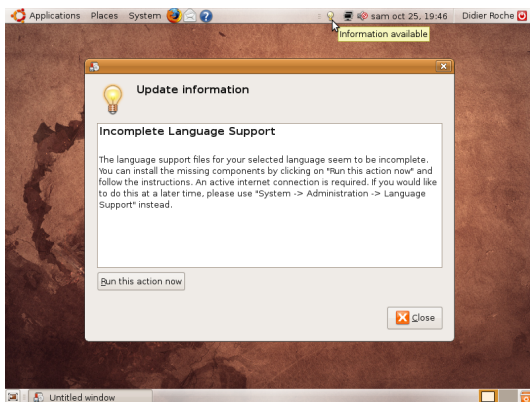 Applications Places System sam oct 25, 19:46 Didier Roche
Information available
Update information
Incomplete Language Support
The language support files for your selected language seem to be incomplete.
You can install the missing components by clicking on "Run this action now" and
follow the instructions. An active internet connection is required. If you would like
to do this at a later time, please use "System -> Administration -> Language
Support" instead.
Run this action now
Close
Untitled window